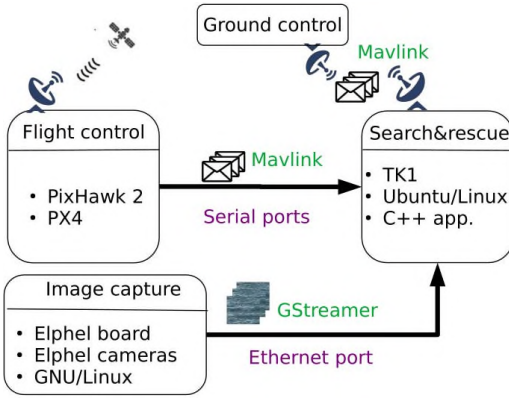 Ground control
Mavlink
Flight control
• PixHawk 2
• PX4
Mavlink
Serial ports
Search&rescue
• TK1
• Ubuntu/Linux
• C++ app.
Image capture
• Elphel board
• Elphel cameras
• GNU/Linux
GStreamer
Ethernet port